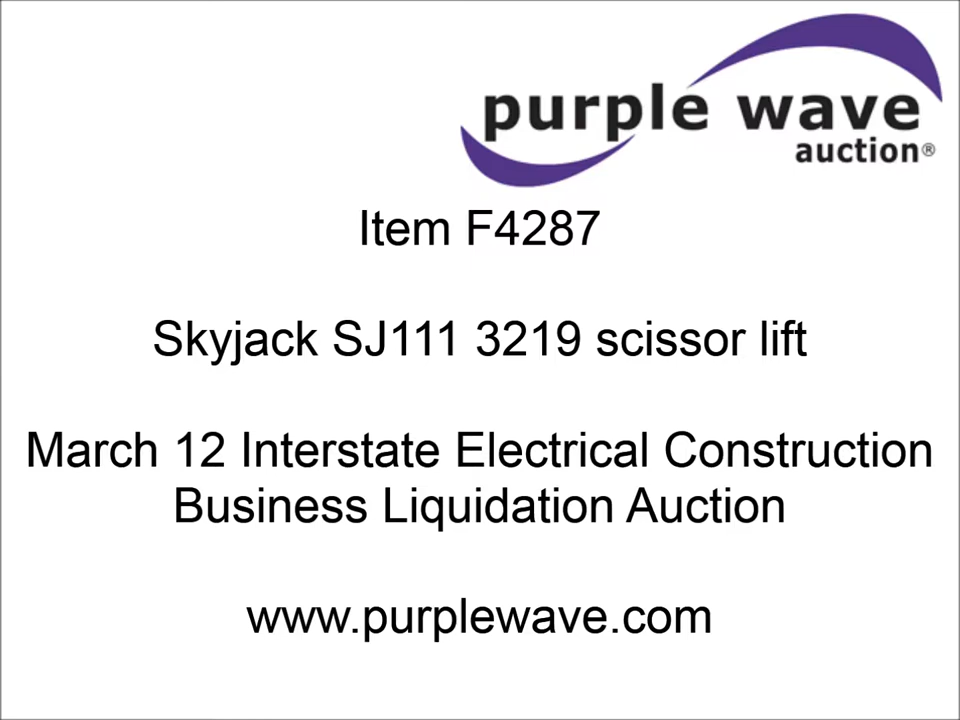 purple wave
auction®
Item F4287
Skyjack SJ111 3219 scissor lift
March 12 Interstate Electrical Construction
Business Liquidation Auction
www.purplewave.com